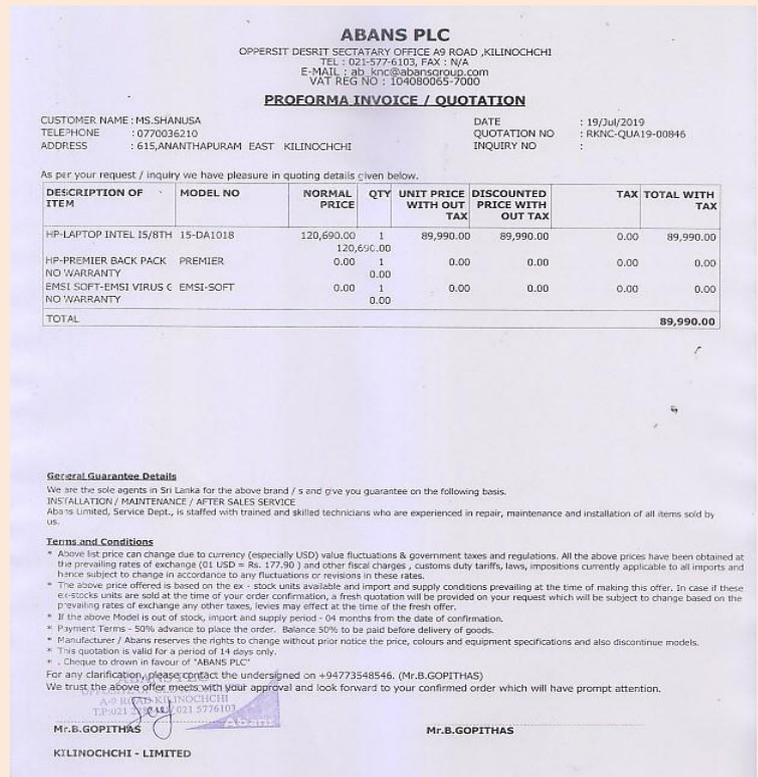 ABANS PLC
OPPERSIT DESRIT SECTATARY OFFICE A9 ROAD ,KILINOCHCHI
TEL : 021-577-6103, FAX : N/A
E-MAIL : ab_knc@abansgroup.com
VAT REG NO : 104080065-7000
PROFORMA INVOICE / QUOTATION
CUSTOMER NAME : MS.SHANUSA DATE : 19/Jul/2019
TELEPHONE : 0770036210 QUOTATION NO : RKNC-QUA19-00846
ADDRESS : 615,ANANTHAPURAM EAST KILINOCHCHI INQUIRY NO :
As per your request / inquiry we have pleasure in quoting details given below.
DESCRIPTION OF MODEL NO NORMAL QTY UNIT PRICE DISCOUNTED TAX TOTAL WITH
ITEM PRICE WITH OUT PRICE WITH TAX
TAX OUT TAX
HP-LAPTOP INTEL I5/8TH 15-DA1018 120,690.00 1 89,990.00 89,990.00 0.00 89,990.00
120,690.00
HP-PREMIER BACK PACK PREMIER 0.00 1 0.00 0.00 0.00 0.00
NO WARRANTY 0.00
EMSI SOFT-EMSI VIRUS G EMSI-SOFT 0.00 1 0.00 0.00 0.00 0.00
NO WARRANTY 0.00
TOTAL 89,990.00
General Guarantee Details
We are the sole agents in Sri Lanka for the above brand / s and give you guarantee on the following basis.
INSTALLATION / MAINTENANCE / AFTER SALES SERVICE
Abans Limited, Service Dept., is staffed with trained and skilled technicians who are experienced in repair, maintenance and installation of all items sold by
us.
Terms and Conditions
* Above list price can change due to currency (especially USD) value fluctuations & government taxes and regulations. All the above prices have been obtained at
the prevailing rates of exchange (01 USD = Rs. 177.90 ) and other fiscal charges , customs duty tariffs, laws, impositions currently applicable to all imports and
hence subject to change in accordance to any fluctuations or revisions in these rates.
* The above price offered is based on the ex - stock units available and import and supply conditions prevailing at the time of making this offer. In case if these
ex-stocks units are sold at the time of your order confirmation, a fresh quotation will be provided on your request which will be subject to change based on the
prevailing rates of exchange any other taxes, levies may effect at the time of the fresh offer.
* If the above Model is out of stock, import and supply period - 04 months from the date of confirmation.
* Payment Terms - 50% advance to place the order. Balance 50% to be paid before delivery of goods.
* Manufacturer / Abans reserves the rights to change without prior notice the price, colours and equipment specifications and also discontinue models.
* This quotation is valid for a period of 14 days only.
* . Cheque to drown in favour of "ABANS PLC"
For any clarification, please contact the undersigned on +94773548546. (Mr.B.GOPITHAS)
We trust the above offer meets with your approval and look forward to your confirmed order which will have prompt attention.
ABANS PLC
A-9 ROAD KILINOCHCHI
021 5776103
Abans
Mr.B.GOPITHAS Mr.B.GOPITHAS
KILINOCHCHI - LIMITED